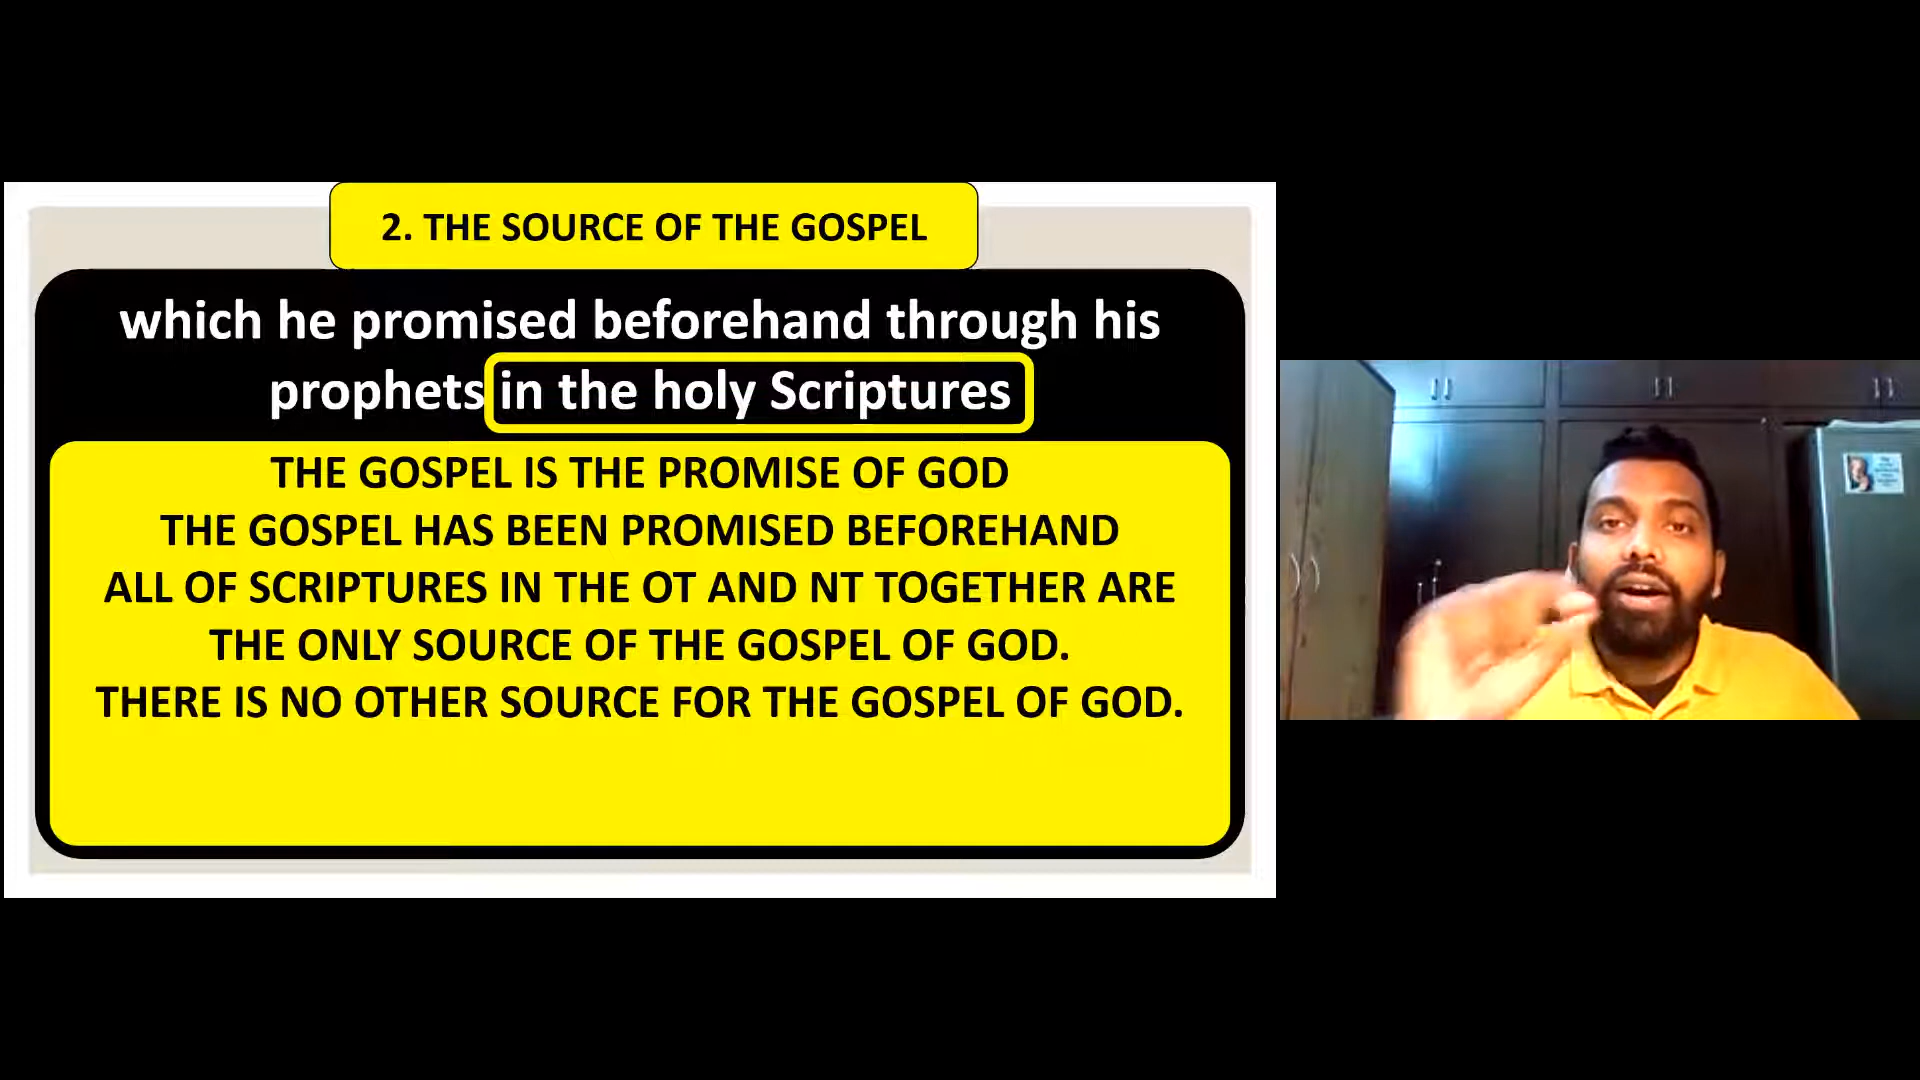 2. THE SOURCE OF THE GOSPEL
which he promised beforehand through his
prophets in the holy Scriptures
THE GOSPEL IS THE PROMISE OF GOD
THE GOSPEL HAS BEEN PROMISED BEFOREHAND
ALL OF SCRIPTURES IN THE OT AND NT TOGETHER ARE
THE ONLY SOURCE OF THE GOSPEL OF GOD.
THERE IS NO OTHER SOURCE FOR THE GOSPEL OF GOD.